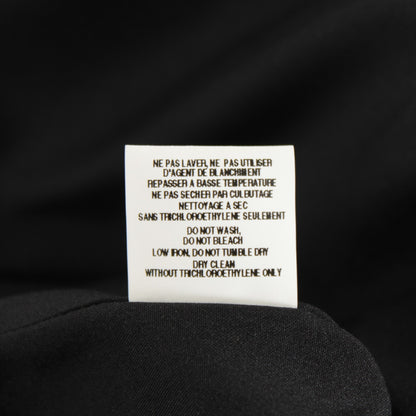 NE PAS LAVER, NE PAS UTILISER
D'AGENT DE BLANCHIMENT
REPASSER A BASSE TEMPERATURE
NE PAS SECHER PAR CULBUTAGE
NETTOYAGE A SEC
SANS TRICHLOROETHYLENE SEULEMENT
DO NOT WASH,
DO NOT BLEACH
LOW IRON, DO NOT TUMBLE DRY
DRY CLEAN
WITHOUT TRICHLOROETHYLENE ONLY